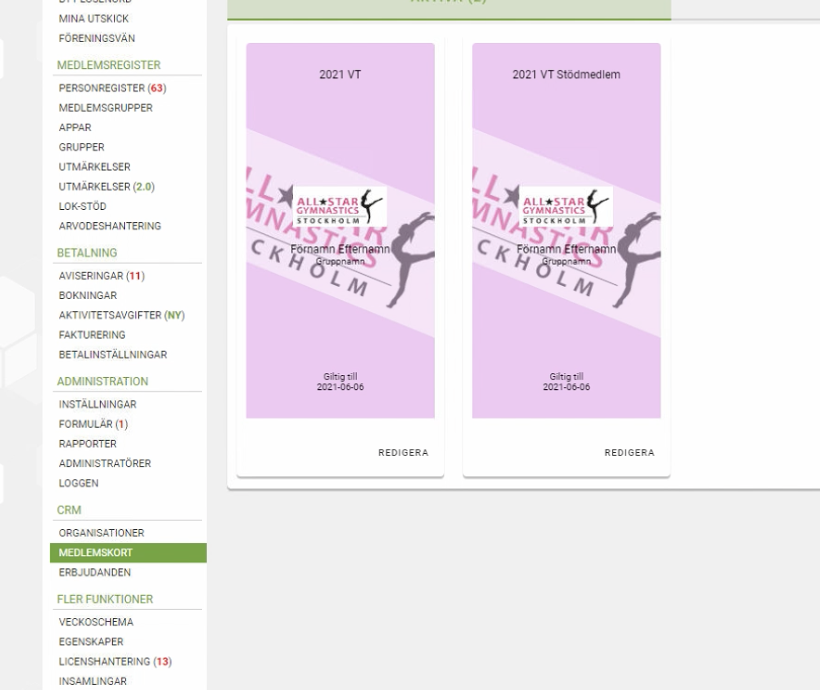 MINA UTSKICK
FÖRENINGSVÄN
MEDLEMSREGISTER
PERSONREGISTER (63)
MEDLEMSGRUPPER
APPAR
GRUPPER
UTMÄRKELSER
UTMÄRKELSER (2.0)
LOK-STÖD
ARVODESHANTERING
BETALNING
AVISERINGAR (11)
BOKNINGAR
AKTIVITETSAVGIFTER (NY)
FAKTURERING
BETALINSTÄLLNINGAR
ADMINISTRATION
INSTÄLLNINGAR
FORMULÄR (1)
RAPPORTER
ADMINISTRATÖRER
LOGGEN
CRM
ORGANISATIONER
MEDLEMSKORT
ERBJUDANDEN
FLER FUNKTIONER
VECKOSCHEMA
EGENSKAPER
LICENSHANTERING (13)
INSAMLINGAR
2021 VT
ALL★STAR
GYMNASTICS
STOCKHOLM
Förnamn Efternamn
Gruppnamn
Giltig till
2021-06-06
REDIGERA
2021 VT Stödmedlem
ALL★STAR
GYMNASTICS
STOCKHOLM
Förnamn Efternamn
Gruppnamn
Giltig till
2021-06-06
REDIGERA